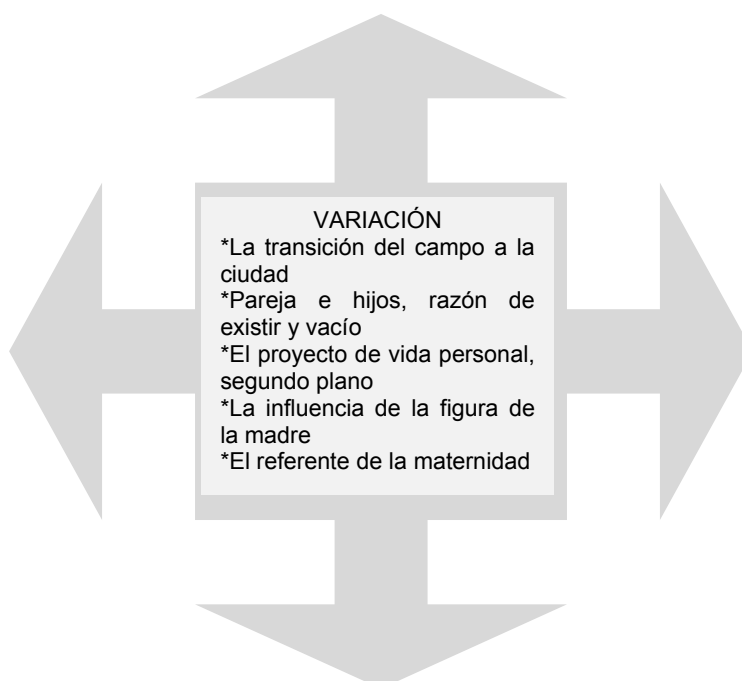 VARIACIÓN
*La transición del campo a la
ciudad
*Pareja e hijos, razón de
existir y vacío
*El proyecto de vida personal,
segundo plano
*La influencia de la figura de
la madre
*El referente de la maternidad